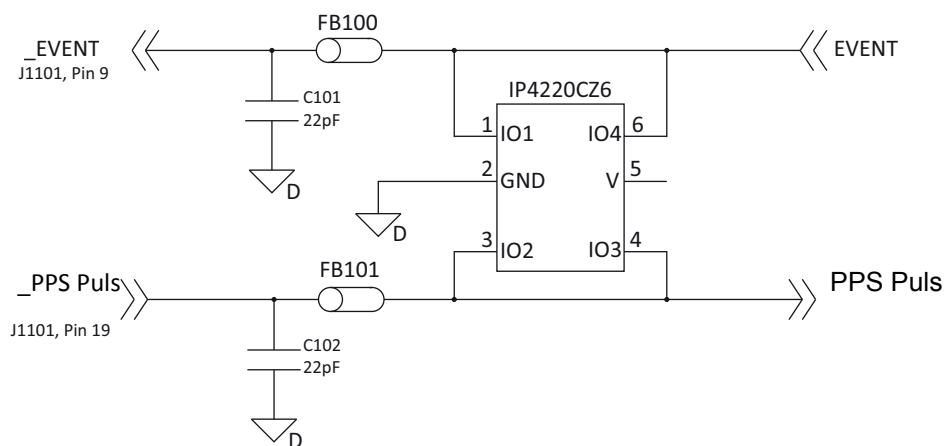 FB100
_EVENT
J1101, Pin 9
EVENT
C101
22pF
D
IP4220CZ6
1 IO1 IO4 6
2 GND V 5
D
3 IO2 IO3 4
FB101
_PPS Puls
J1101, Pin 19
PPS Puls
C102
22pF
D